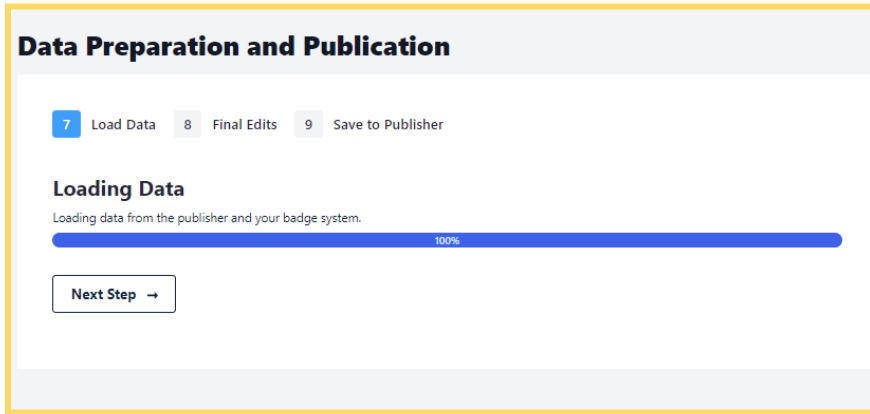 Data Preparation and Publication
7 Load Data 8 Final Edits 9 Save to Publisher
Loading Data
Loading data from the publisher and your badge system.
100%
Next Step →